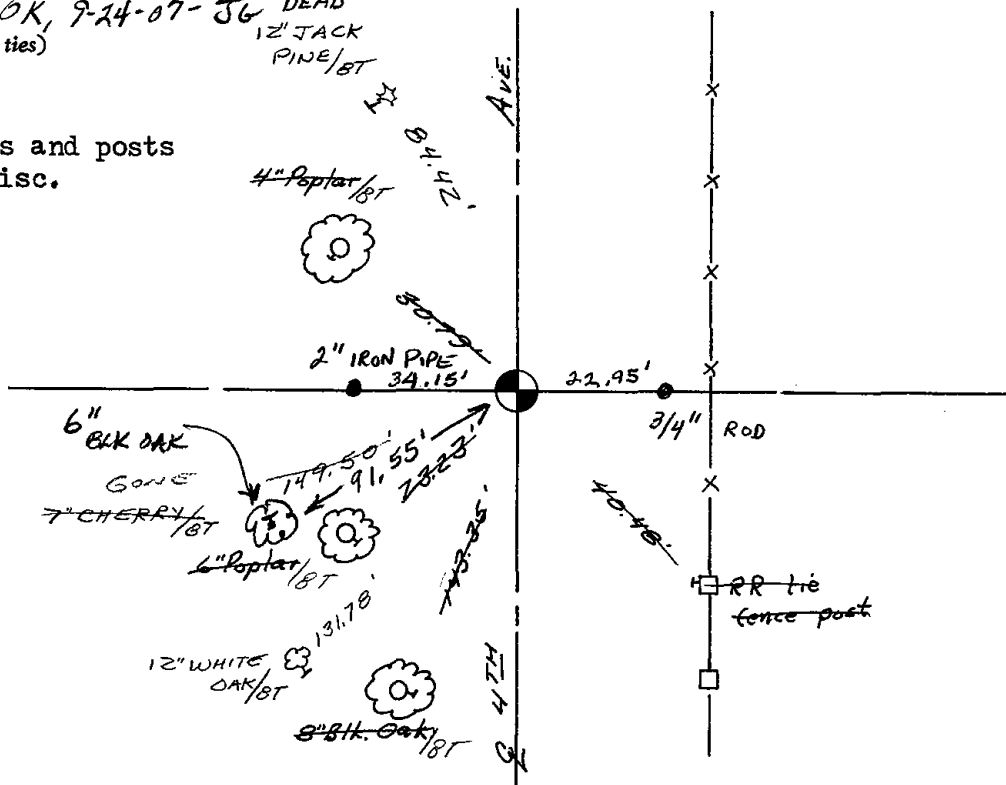 OK, 9-24-07- JG
ties)
DEAD
12" JACK
PINE/BT
84.42'
s and posts
isc.
4" Poplar/BT
AVE.
2" IRON PIPE
34.15'
22.95'
3/4" ROD
6"
BLK OAK
GONE
7" CHERRY/BT
149.50'
91.55'
23.23'
6" Poplar/BT
40.48'
RR tie
fence post
131.78'
12" WHITE
OAK/BT
8" Blk. Oak/BT
4TH